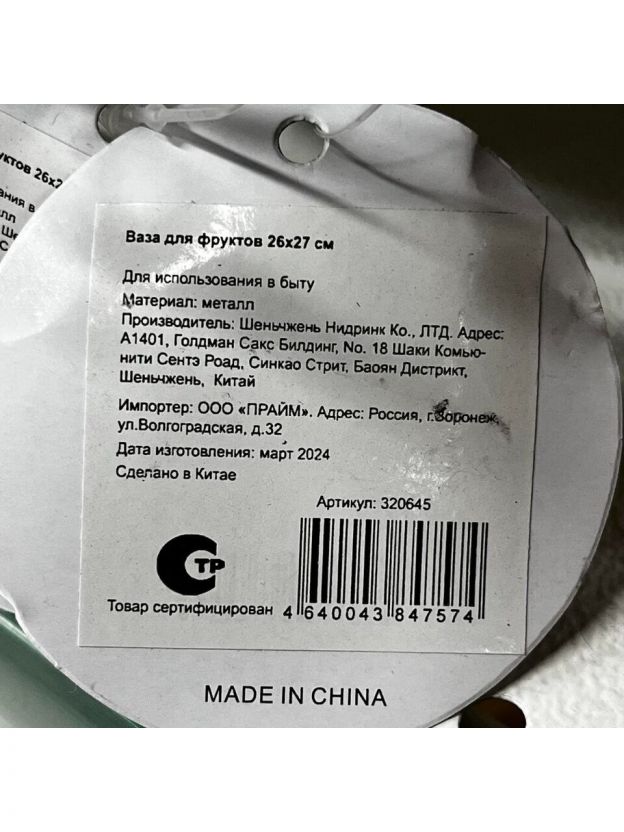 Ваза для фруктов 26x27 см
Для использования в быту
Материал: металл
Производитель: Шеньчжень Нидринк Ко., ЛТД. Адрес:
А1401, Голдман Сакс Билдинг, No. 18 Шаки Комью-
нити Сентэ Роад, Синкао Стрит, Баоян Дистрикт,
Шеньчжень, Китай
Импортер: ООО «ПРАЙМ». Адрес: Россия, г.Воронеж,
ул.Волгоградская, д.32
Дата изготовления: март 2024
Сделано в Китае
Артикул: 320645
СТР
Товар сертифицирован
4 640043 847574
MADE IN CHINA